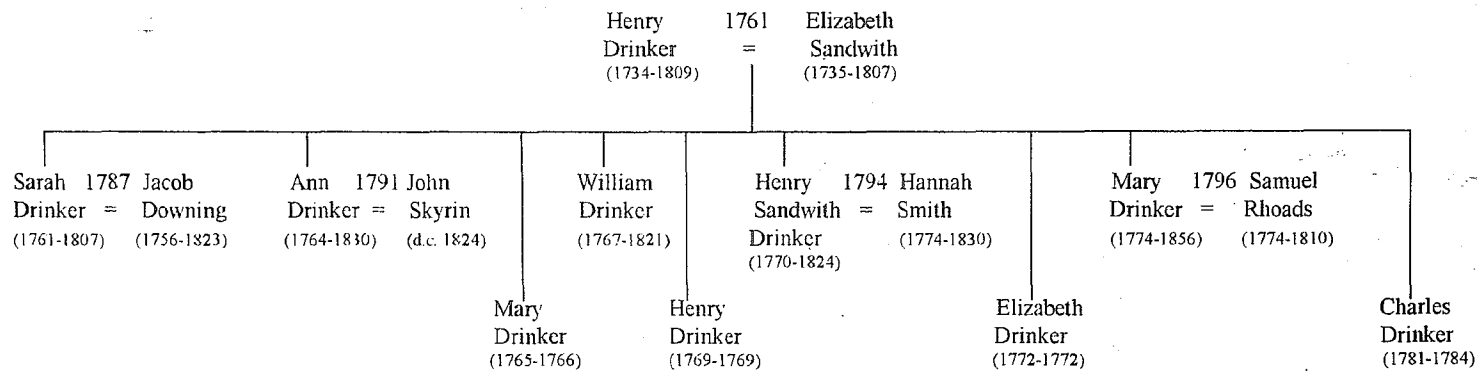 Henry 1761 Elizabeth
Drinker = Sandwith
(1734-1809) (1735-1807)
Sarah 1787 Jacob
Drinker = Downing
(1761-1807) (1756-1823)
Ann 1791 John
Drinker = Skyrin
(1764-1830) (d.c. 1824)
William
Drinker
(1767-1821)
Henry 1794 Hannah
Sandwith = Smith
Drinker (1774-1830)
(1770-1824)
Mary 1796 Samuel
Drinker = Rhoads
(1774-1856) (1774-1810)
Mary
Drinker
(1765-1766)
Henry
Drinker
(1769-1769)
Elizabeth
Drinker
(1772-1772)
Charles
Drinker
(1781-1784)